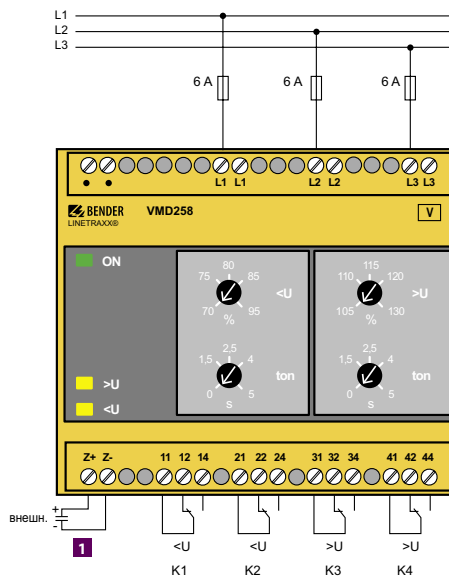 L1
L2
L3
6 A 6 A 6 A
L1 L1 L2 L2 L3 L3
BENDER VMD258 V
LINETRAXX®
ON
70 75 80 85 95 % <U
105 110 115 120 130 % >U
0 1,5 2,5 4 5 s ton
0 1,5 2,5 4 5 s ton
>U
<U
Z+ Z- 11 12 14 21 22 24 31 32 34 41 42 44
+
внешн.
-
1
<U <U >U >U
K1 K2 K3 K4